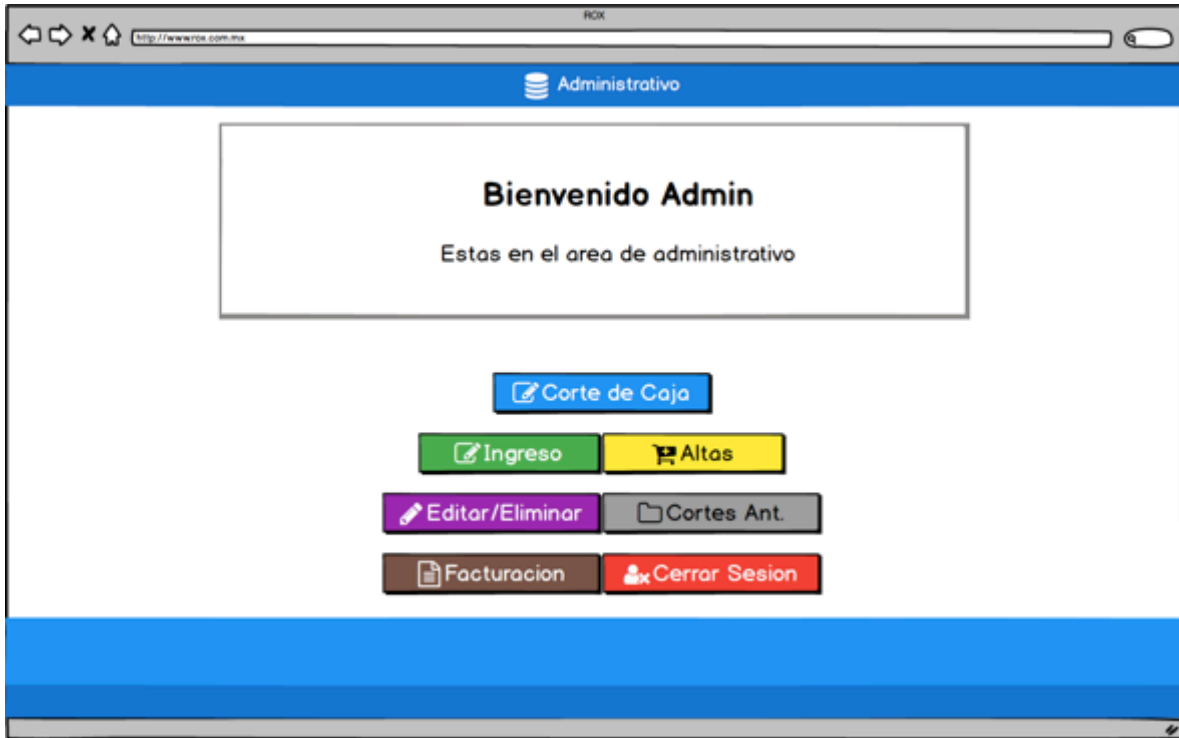 ROX
http://www.rox.com.mx
Administrativo
Bienvenido Admin
Estas en el area de administrativo
Corte de Caja
Ingreso
Altas
Editar/Eliminar
Cortes Ant.
Facturacion
Cerrar Sesion